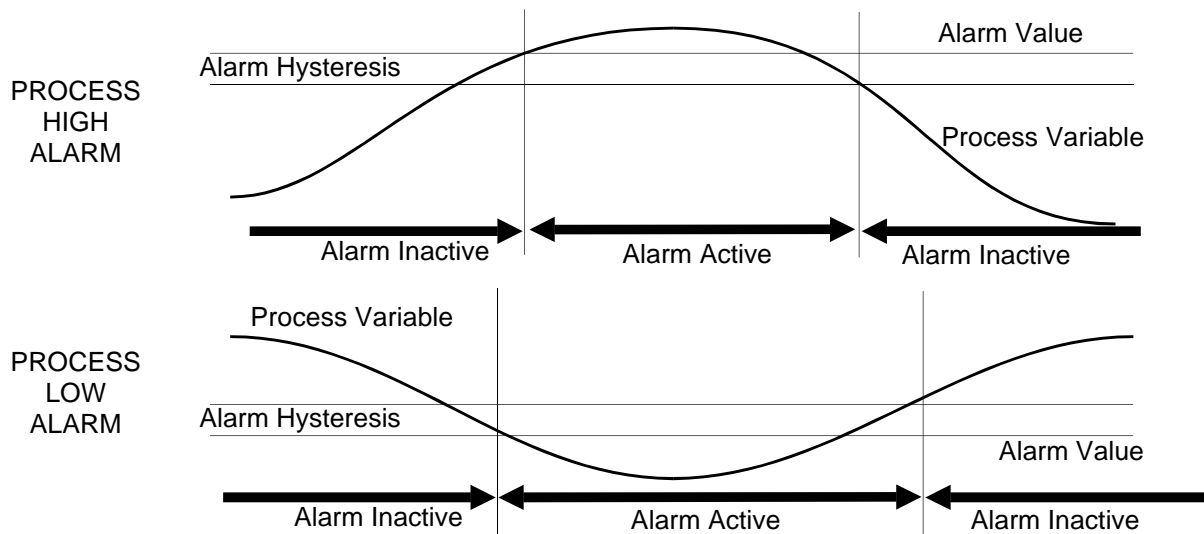 Alarm Value
Alarm Hysteresis
PROCESS
HIGH
ALARM
Process Variable
Alarm Inactive
Alarm Active
Alarm Inactive
Process Variable
PROCESS
LOW
ALARM
Alarm Hysteresis
Alarm Value
Alarm Inactive
Alarm Active
Alarm Inactive